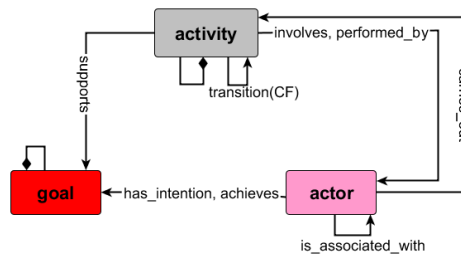 activity
involves, performed_by
supports
transition(CF)
goal
has_intention, achieves
actor
is_associated_with